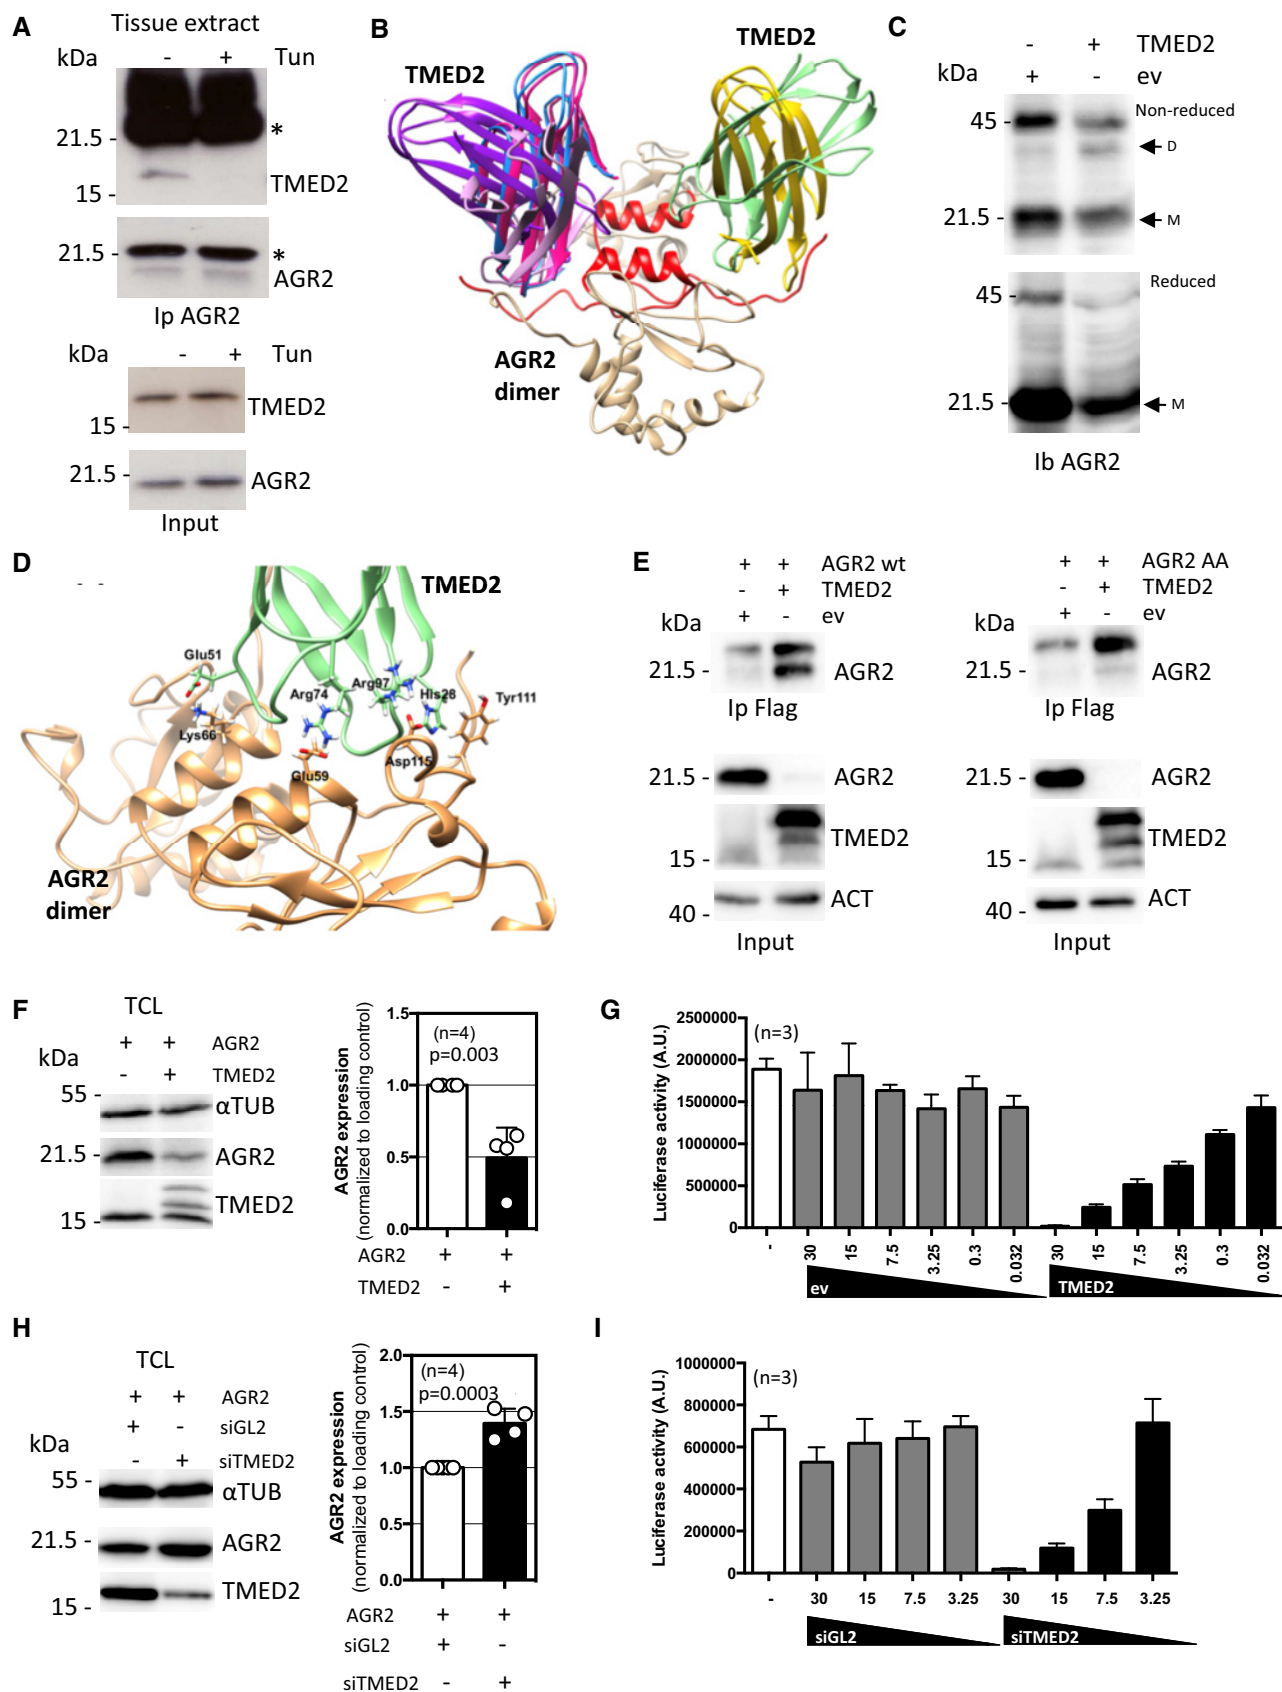 A
Tissue extract
kDa - + Tun
21.5 - *
TMED2
15 -
21.5 - *
AGR2
Ip AGR2
kDa - + Tun
TMED2
15 -
21.5 -
AGR2
Input
B
TMED2
TMED2
AGR2
dimer
C
- + TMED2
kDa + - ev
Non-reduced
45 -
D
21.5 - M
Reduced
45 -
21.5 - M
Ib AGR2
D
- -
TMED2
Glu51
Arg74
Arg97
His28
Tyr111
Lys66
Glu59
Asp115
AGR2
dimer
E
+ + AGR2 wt
- + TMED2
+ - ev
kDa
21.5 - AGR2
Ip Flag
21.5 - AGR2
TMED2
15 -
ACT
40 -
Input
+ + AGR2 AA
- + TMED2
+ - ev
kDa
21.5 - AGR2
Ip Flag
21.5 - AGR2
TMED2
15 -
ACT
40 -
Input
F
TCL
kDa + + AGR2
- + TMED2
55 -
αTUB
21.5 - AGR2
TMED2
15 -
AGR2 expression
(normalized to loading control)
1.5
1.0
0.5
0.0
(n=4)
p=0.003
AGR2 + +
TMED2 - +
G
Luciferase activity (A.U.)
2500000
2000000
1500000
1000000
500000
0
(n=3)
- 30 15 7.5 3.25 0.3 0.032 30 15 7.5 3.25 0.3 0.032
ev TMED2
H
TCL
+ + AGR2
+ - siGL2
kDa - + siTMED2
55 - αTUB
21.5 - AGR2
TMED2
15 -
AGR2 expression
(normalized to loading control)
2.0
1.5
1.0
0.5
0.0
(n=4)
p=0.0003
AGR2 + +
siGL2 + -
siTMED2 - +
I
Luciferase activity (A.U.)
1000000
800000
600000
400000
200000
0
(n=3)
- 30 15 7.5 3.25 30 15 7.5 3.25
siGL2 siTMED2